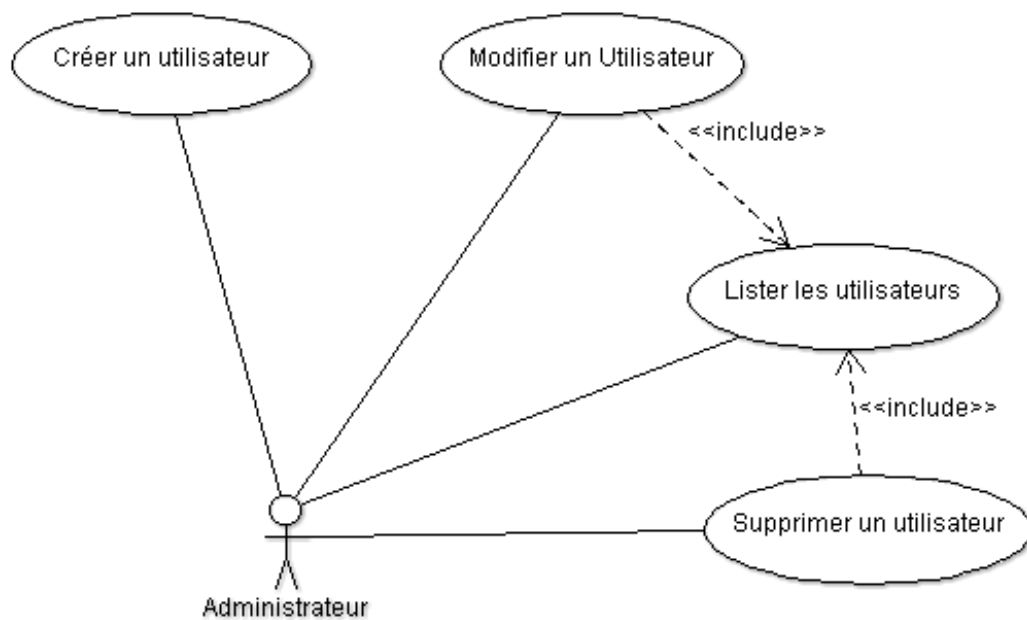 Créer un utilisateur
Modifier un Utilisateur
<<include>>
Lister les utilisateurs
<<include>>
Supprimer un utilisateur
Administrateur